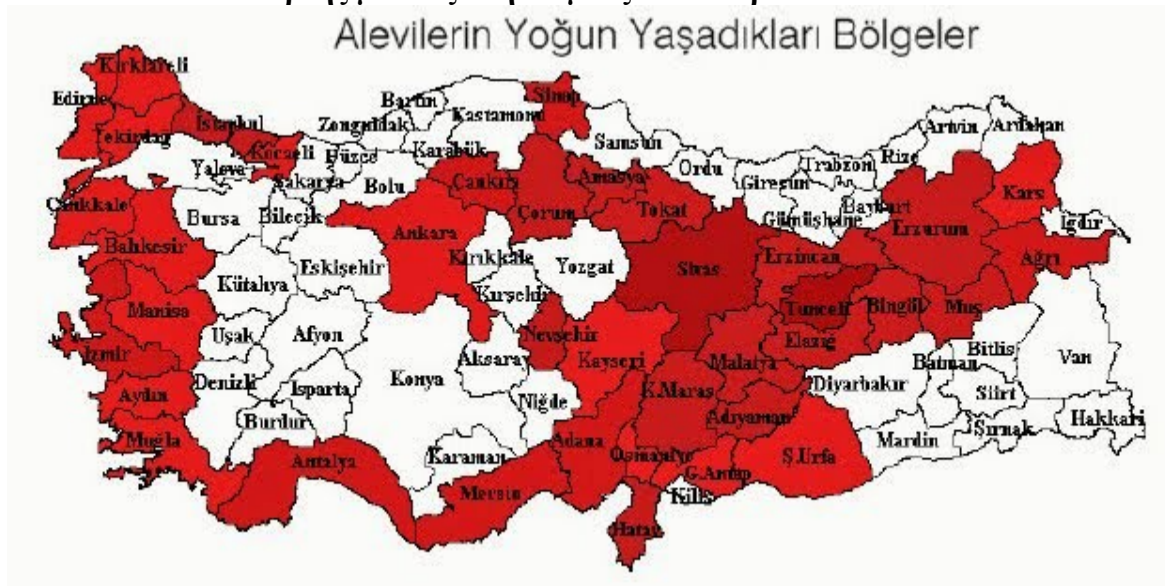 Alevilerin Yoğun Yaşadıkları Bölgeler
Kırklareli
Edirne
Tekirdağ
İstanbul
Kocaeli
Yalova
Sakarya
Düzce
Zonguldak
Bartın
Karabük
Kastamonu
Sinop
Samsun
Ordu
Giresun
Trabzon
Rize
Artvin
Ardahan
Çanakkale
Bursa
Bilecik
Bolu
Çankırı
Çorum
Amasya
Tokat
Gümüşhane
Bayburt
Erzurum
Kars
Iğdır
Balıkesir
Kütahya
Eskişehir
Ankara
Kırıkkale
Yozgat
Sivas
Erzincan
Ağrı
Manisa
Uşak
Afyon
Kırşehir
Nevşehir
Kayseri
Tunceli
Bingöl
Muş
Elazığ
Malatya
İzmir
Aydın
Denizli
Isparta
Burdur
Konya
Aksaray
Niğde
K.Maraş
Adıyaman
Diyarbakır
Batman
Bitlis
Van
Siirt
Hakkari
Şırnak
Mardin
Ş.Urfa
Muğla
Antalya
Karaman
Mersin
Adana
Osmaniye
G.Antep
Kilis
Hatay